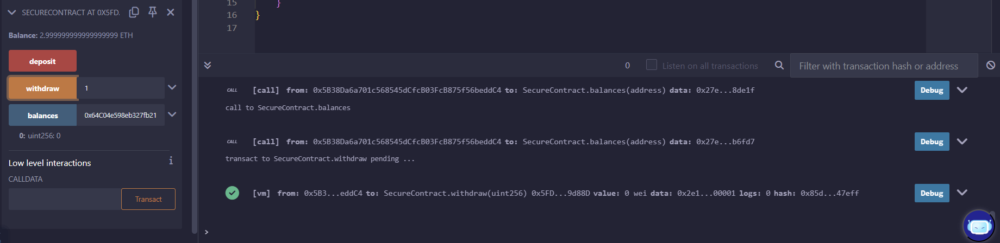 SECURECONTRACT AT 0X5FD.
Balance: 2.999999999999999999 ETH
deposit
withdraw 1
balances 0x64C04e598eb327fb21
0: uint256: 0
Low level interactions i
CALLDATA
Transact
15 }
16 }
17
0 Listen on all transactions Filter with transaction hash or address
CALL [call] from: 0x5B38Da6a701c568545dCfcB03FcB875f56beddC4 to: SecureContract.balances(address) data: 0x27e...8de1f Debug
call to SecureContract.balances
CALL [call] from: 0x5B38Da6a701c568545dCfcB03FcB875f56beddC4 to: SecureContract.balances(address) data: 0x27e...b6fd7 Debug
transact to SecureContract.withdraw pending ...
[vm] from: 0x5B3...eddC4 to: SecureContract.withdraw(uint256) 0x5FD...9d88D value: 0 wei data: 0x2e1...00001 logs: 0 hash: 0x85d...47eff Debug
>